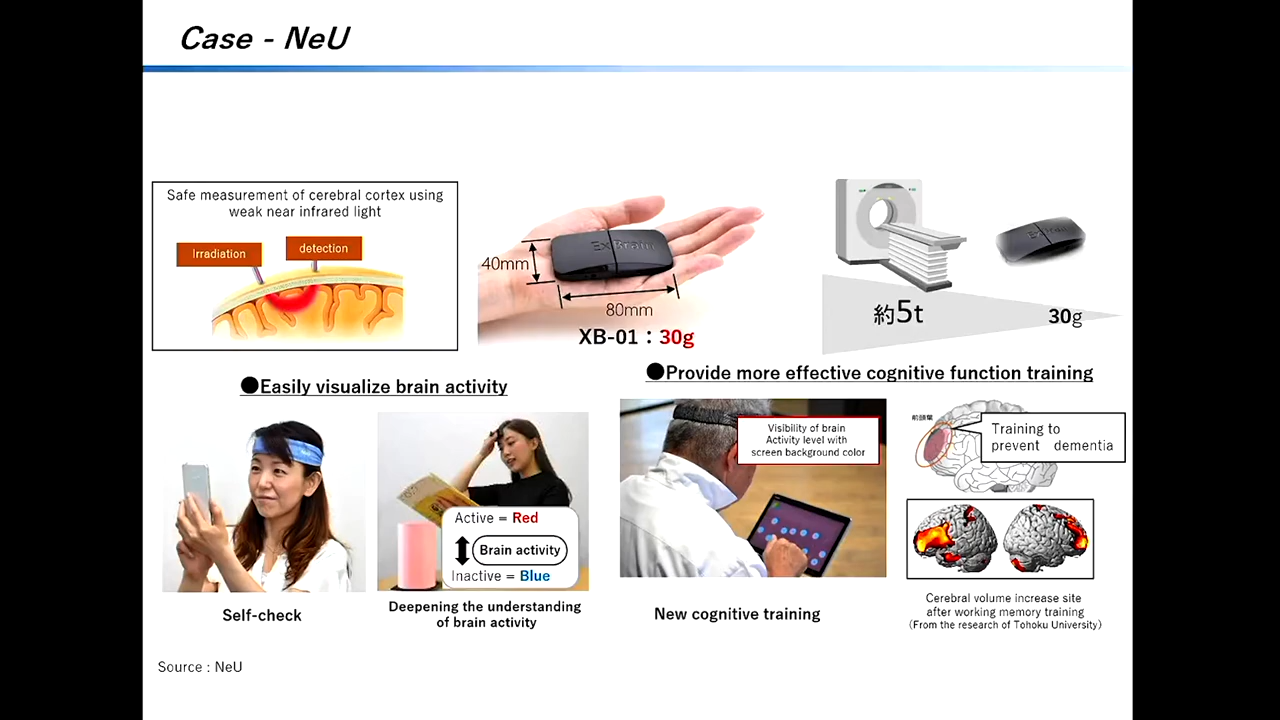 Case - NeU
Safe measurement of cerebral cortex using
weak near infrared light
Irradiation
detection
ExBrain
40mm
80mm
XB-01：30g
約5t
30g
●Easily visualize brain activity
●Provide more effective cognitive function training
Active = Red
Brain activity
Inactive = Blue
Self-check
Deepening the understanding
of brain activity
Visibility of brain
Activity level with
screen background color
New cognitive training
前頭葉
Training to
prevent dementia
Cerebral volume increase site
after working memory training
(From the research of Tohoku University)
Source : NeU